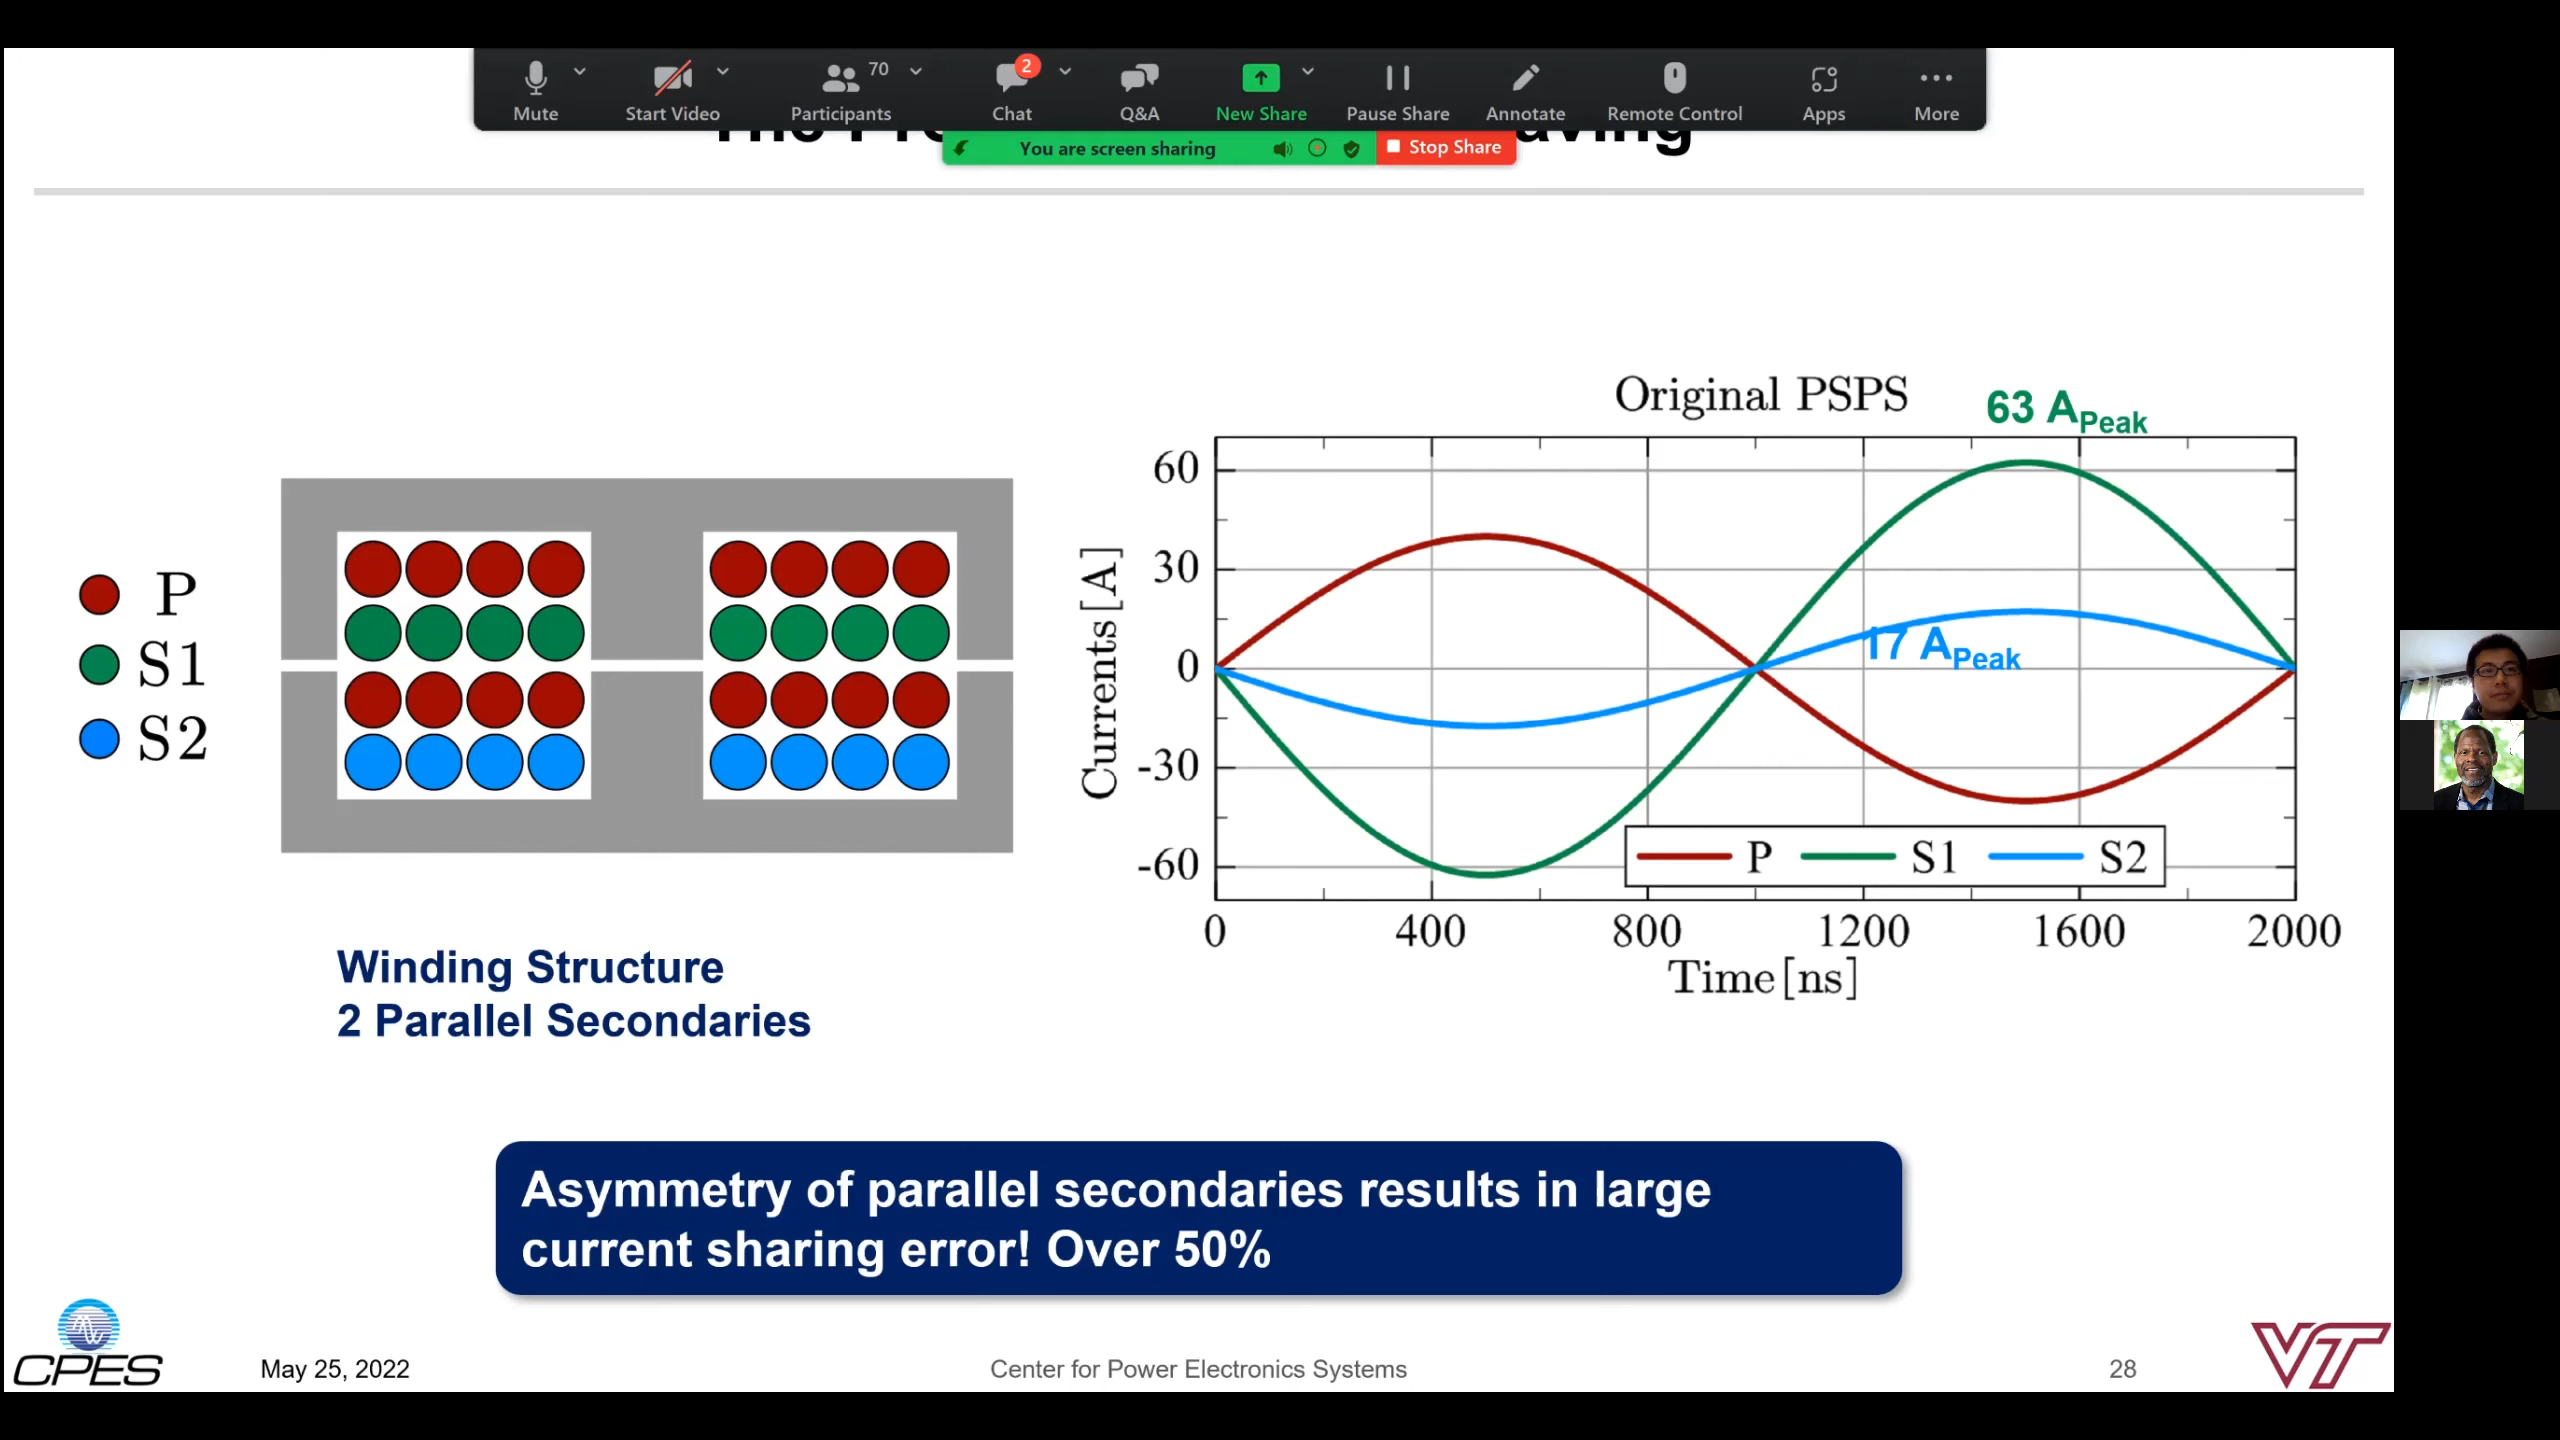 Mute
Start Video
70
Participants
2
Chat
Q&A
New Share
Pause Share
Annotate
Remote Control
Apps
More
You are screen sharing
Stop Share
P
S1
S2
Winding Structure
2 Parallel Secondaries
Original PSPS
63 APeak
17 APeak
Currents[A]
60
30
0
-30
-60
P S1 S2
0 400 800 1200 1600 2000
Time[ns]
Asymmetry of parallel secondaries results in large
current sharing error! Over 50%
CPES
May 25, 2022
Center for Power Electronics Systems
28
VT